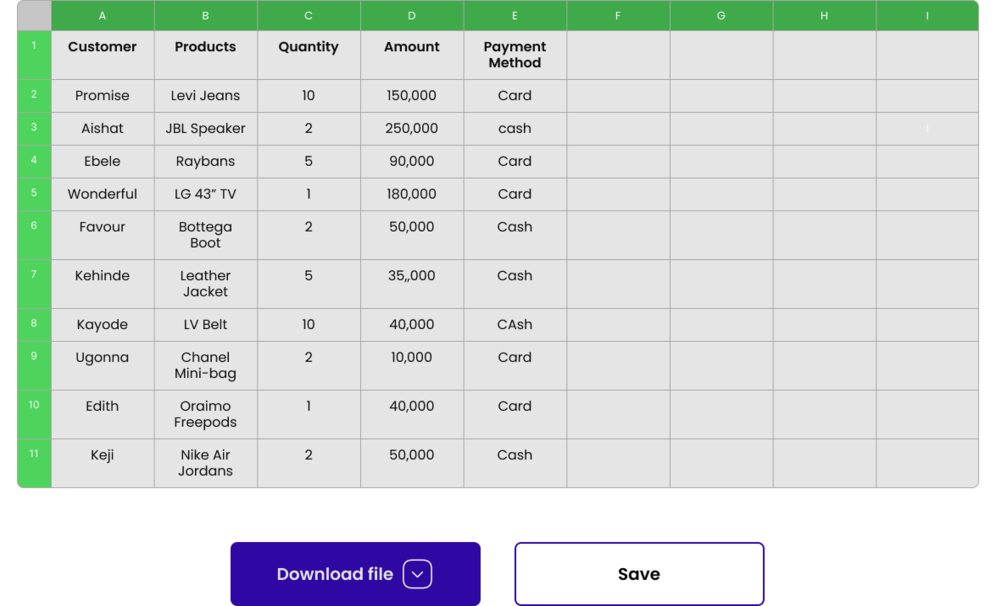 A B C D E F G H I
1 Customer Products Quantity Amount Payment
Method
2 Promise Levi Jeans 10 150,000 Card
3 Aishat JBL Speaker 2 250,000 cash
4 Ebele Raybans 5 90,000 Card
5 Wonderful LG 43” TV 1 180,000 Card
6 Favour Bottega 2 50,000 Cash
Boot
7 Kehinde Leather 5 35,,000 Cash
Jacket
8 Kayode LV Belt 10 40,000 CAsh
9 Ugonna Chanel 2 10,000 Card
Mini-bag
10 Edith Oraimo 1 40,000 Card
Freepods
11 Keji Nike Air 2 50,000 Cash
Jordans
Download file Save